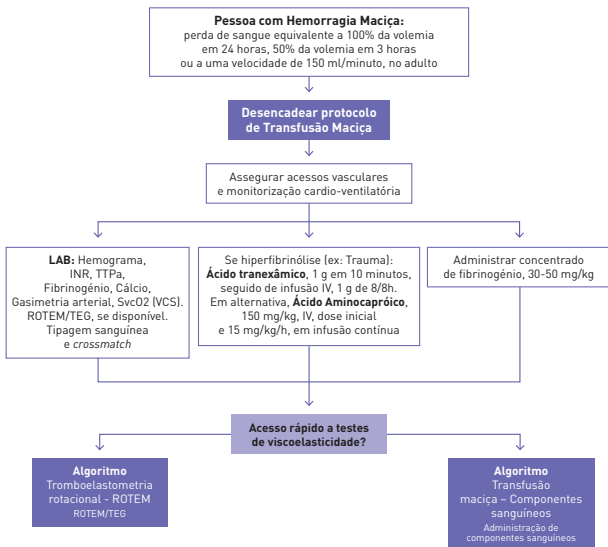 Pessoa com Hemorragia Maciça:
perda de sangue equivalente a 100% da volemia
em 24 horas, 50% da volemia em 3 horas
ou a uma velocidade de 150 ml/minuto, no adulto
Desencadear protocolo
de Transfusão Maciça
Assegurar acessos vasculares
e monitorização cardio-ventilatória
LAB: Hemograma,
INR, TTPa,
Fibrinogénio, Cálcio,
Gasimetria arterial, SvcO2 (VCS).
ROTEM/TEG, se disponível.
Tipagem sanguínea
e crossmatch
Se hiperfibrinólise (ex: Trauma):
Ácido tranexâmico, 1 g em 10 minutos,
seguido de infusão IV, 1 g de 8/8h.
Em alternativa, Ácido Aminocapróico,
150 mg/kg, IV, dose inicial
e 15 mg/kg/h, em infusão contínua
Administrar concentrado
de fibrinogénio, 30-50 mg/kg
Acesso rápido a testes
de viscoelasticidade?
Algoritmo
Tromboelastometria
rotacional - ROTEM
ROTEM/TEG
Algoritmo
Transfusão
maciça – Componentes
sanguíneos
Administração de
componentes sanguíneos